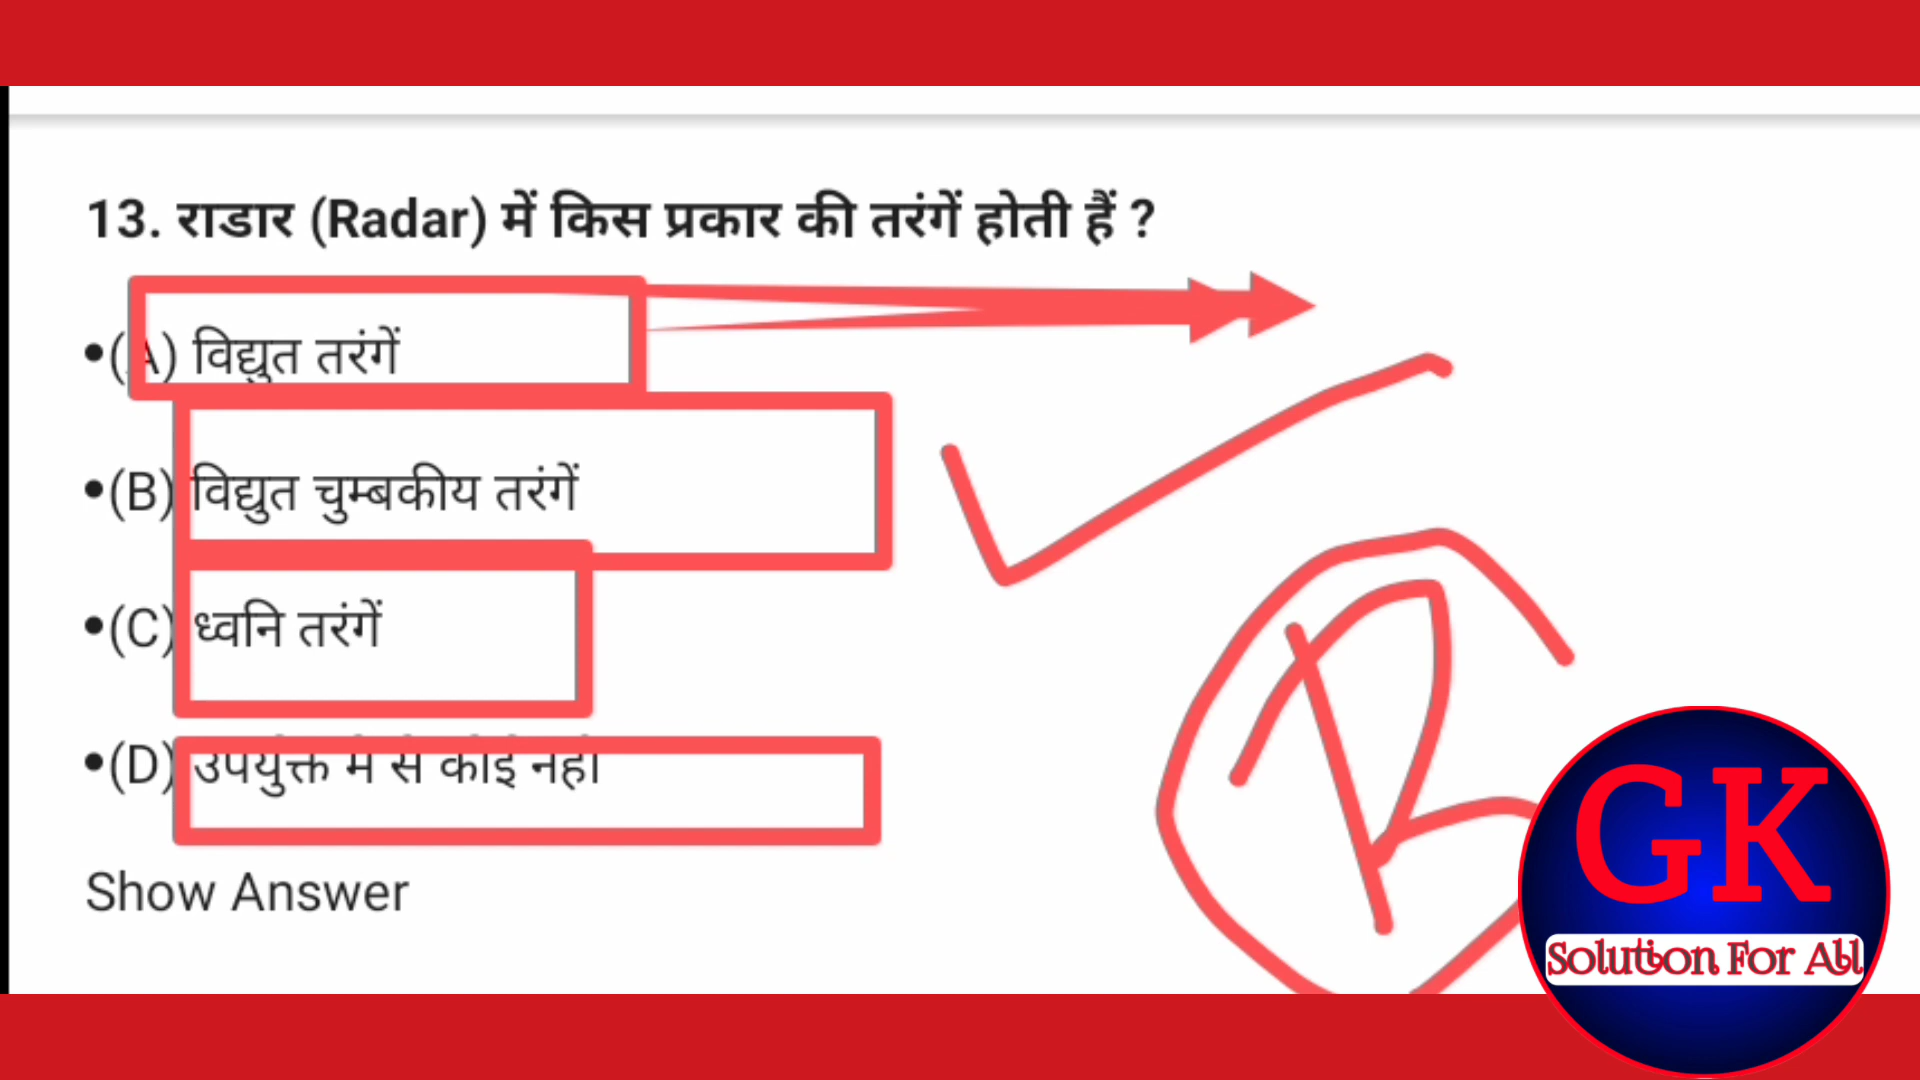 13. राडार (Radar) में किस प्रकार की तरंगें होती हैं ?
•(A) विद्युत तरंगें
•(B) विद्युत चुम्बकीय तरंगें
•(C) ध्वनि तरंगें
•(D) उपर्युक्त में से कोई नहीं
Show Answer
R
GK
Solution For All